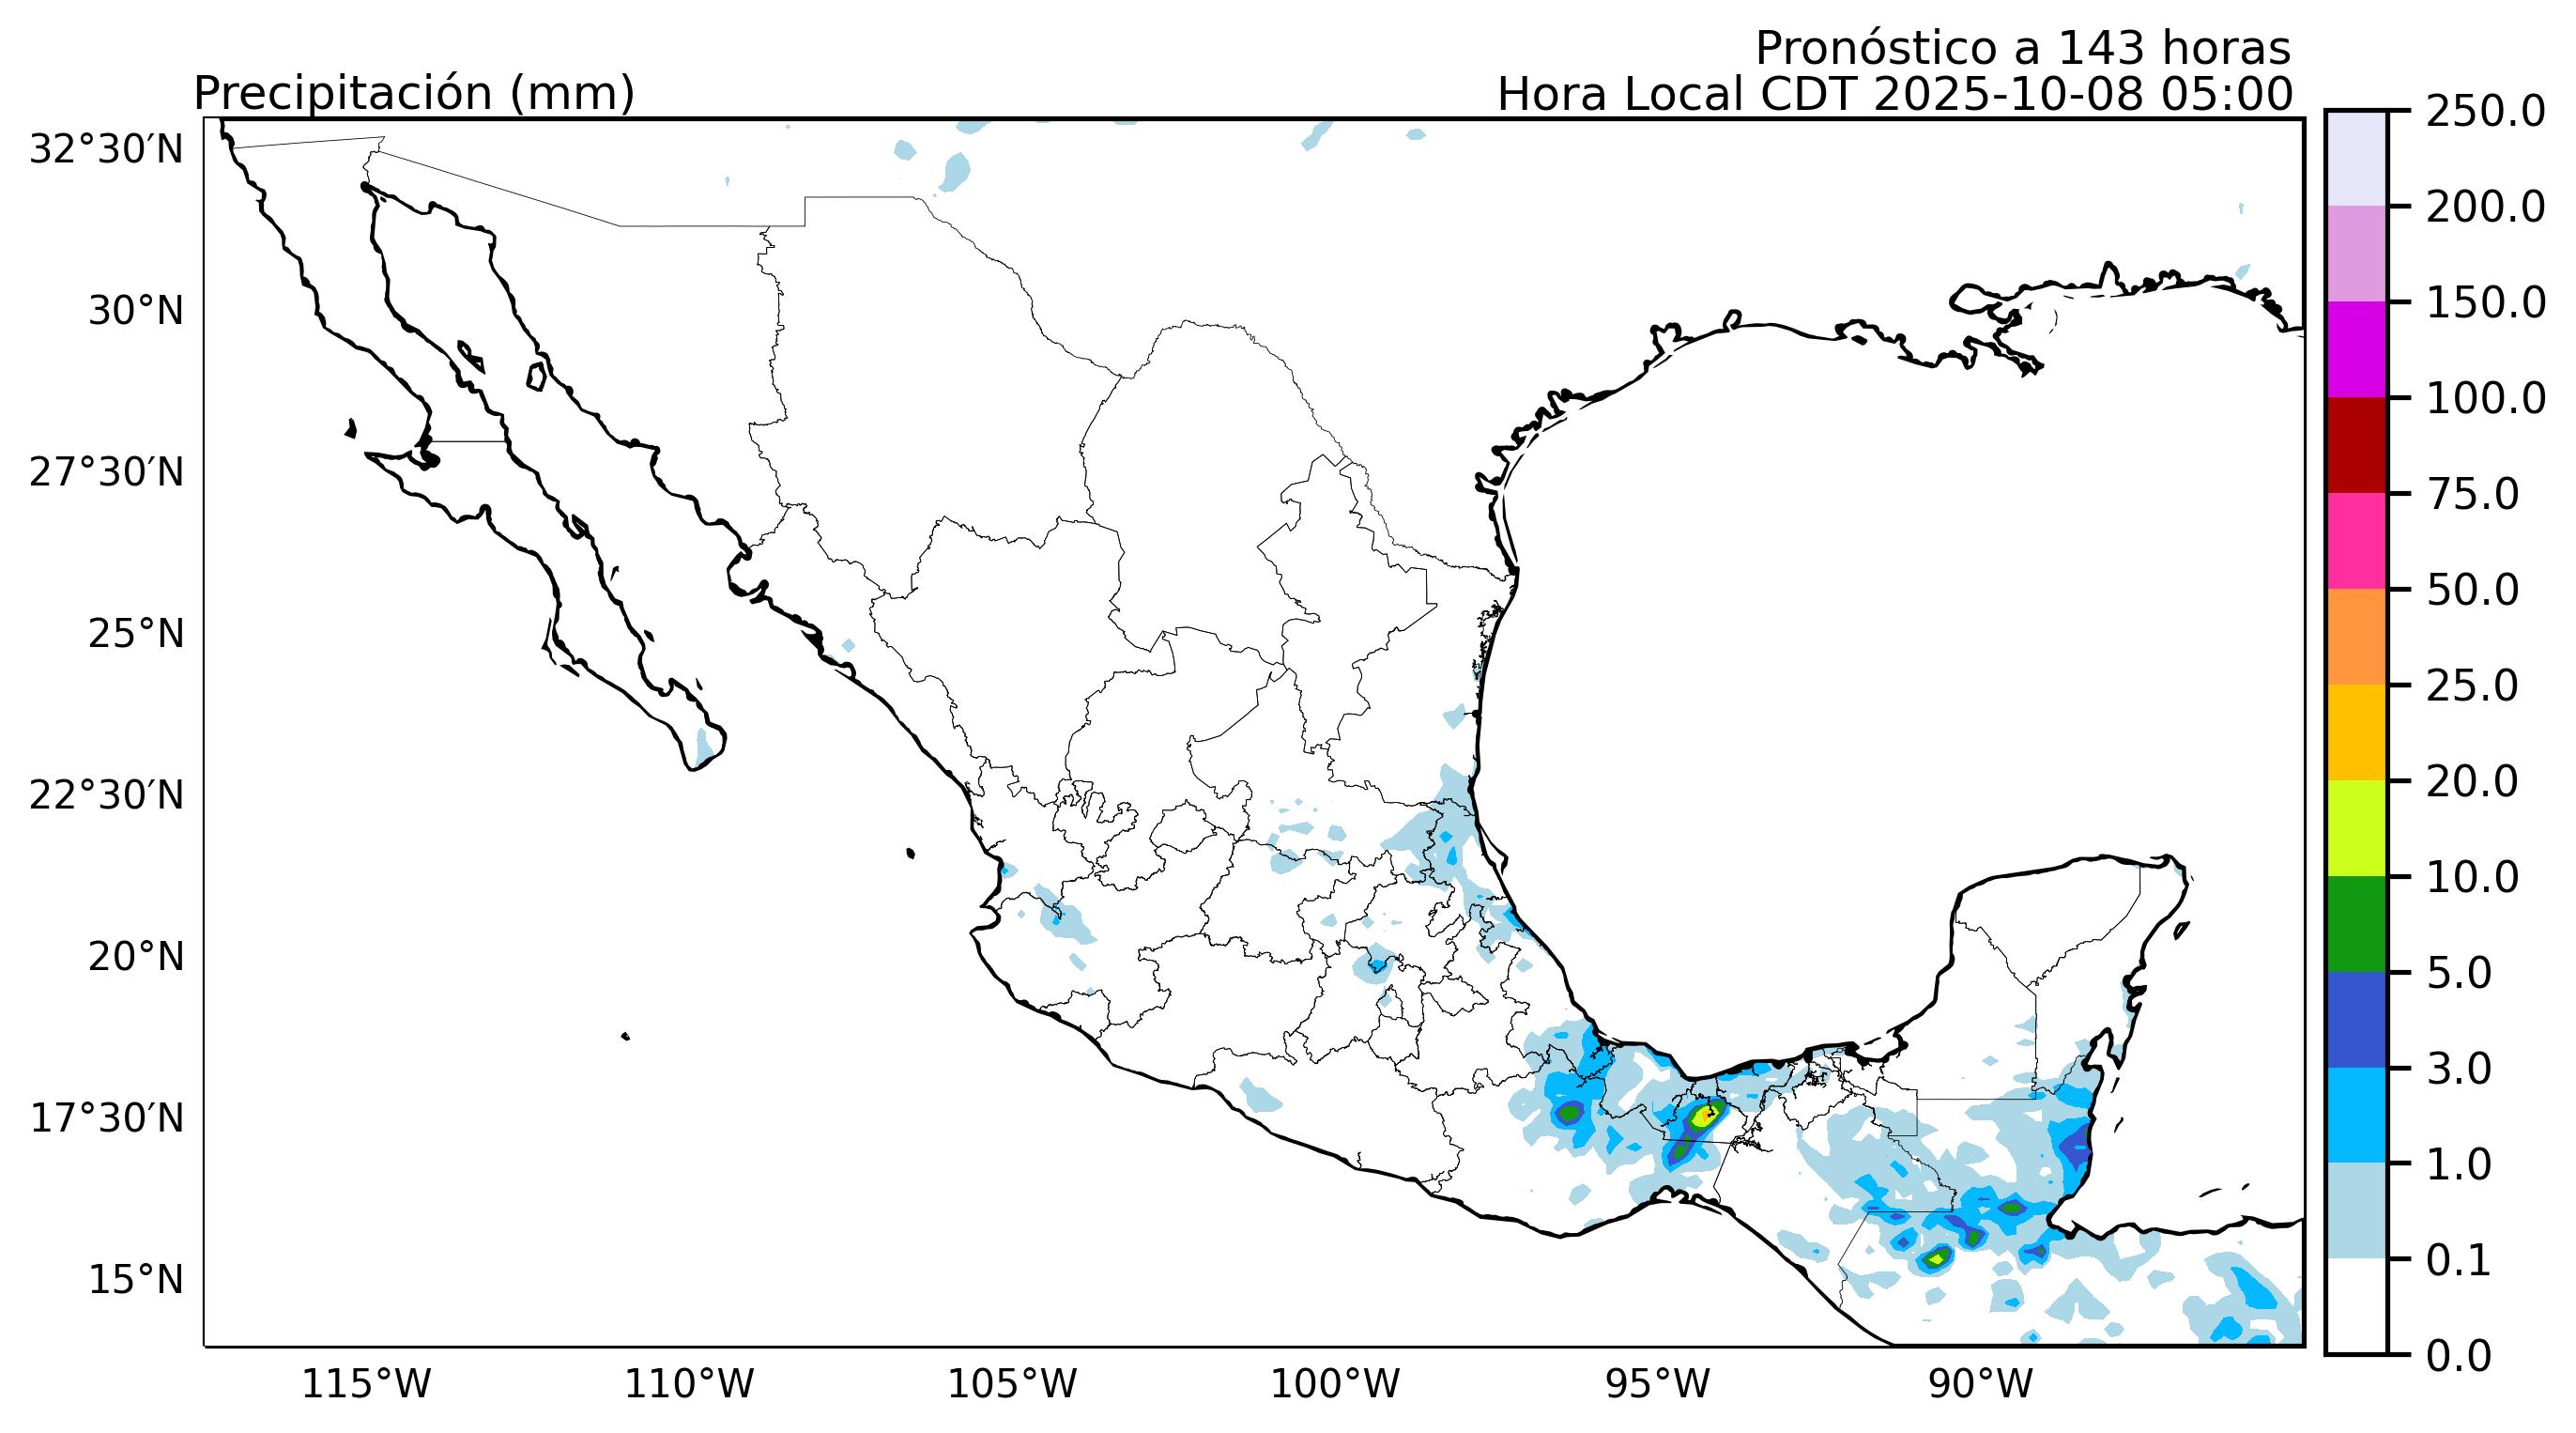 Pronóstico a 143 horas
Precipitación (mm)
Hora Local CDT 2025-10-08 05:00
32°30′N
30°N
27°30′N
25°N
22°30′N
20°N
17°30′N
15°N
115°W
110°W
105°W
100°W
95°W
90°W
250.0
200.0
150.0
100.0
75.0
50.0
25.0
20.0
10.0
5.0
3.0
1.0
0.1
0.0